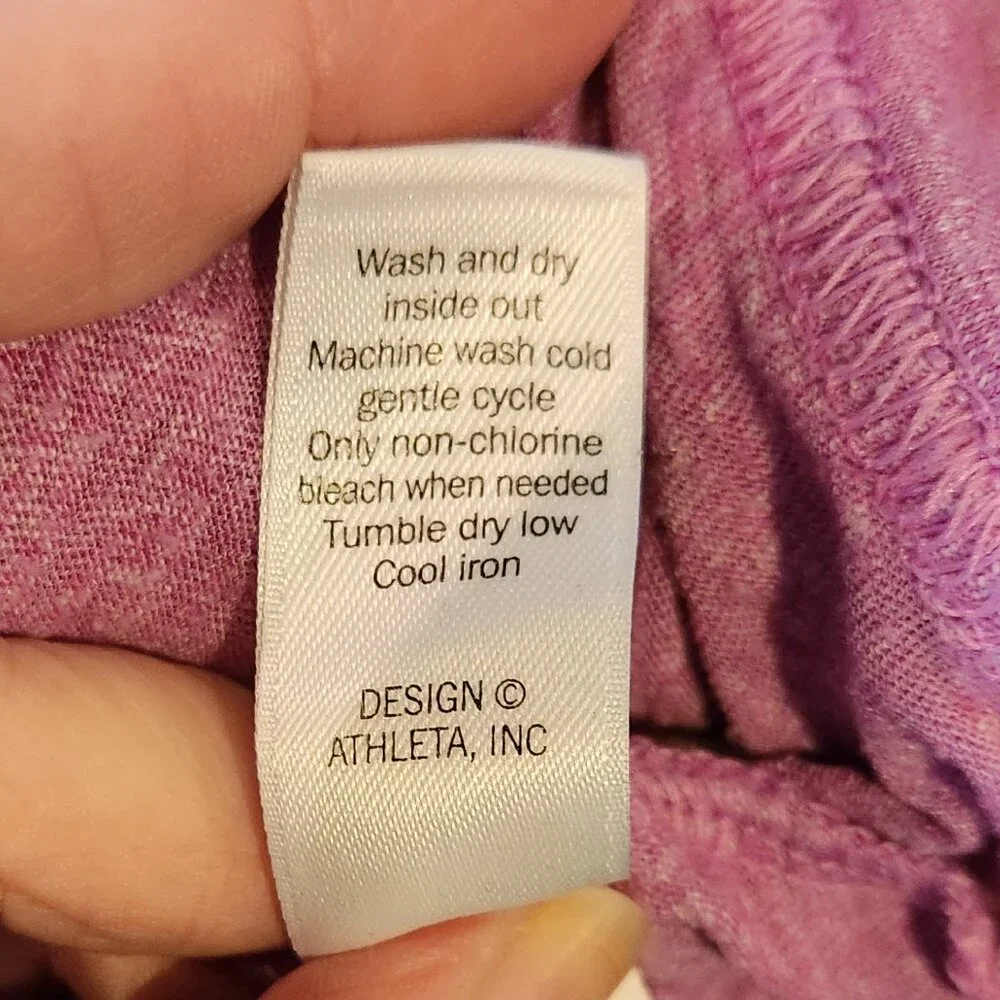 Wash and dry
inside out
Machine wash cold
gentle cycle
Only non-chlorine
bleach when needed
Tumble dry low
Cool iron
DESIGN ©
ATHLETA, INC